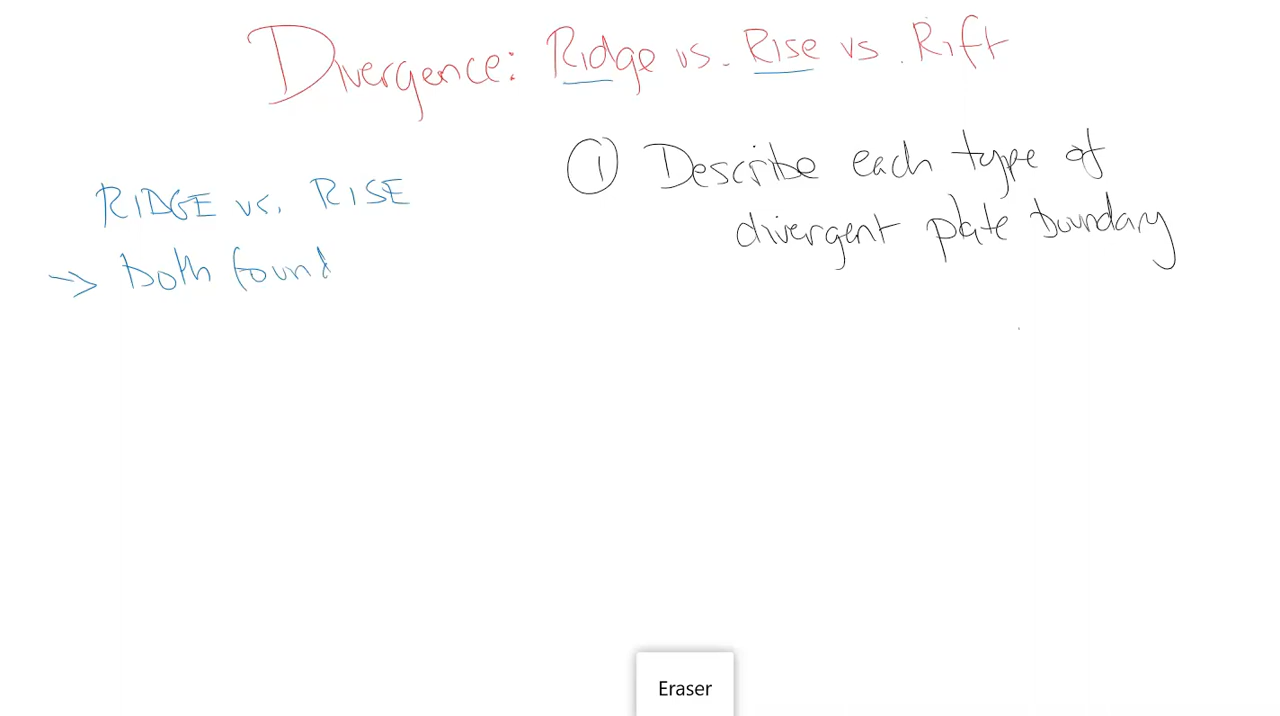 Divergence: Ridge vs. Rise vs. Rift
① Describe each type of
divergent plate boundary
RIDGE vs. RISE
→ Both found
Eraser